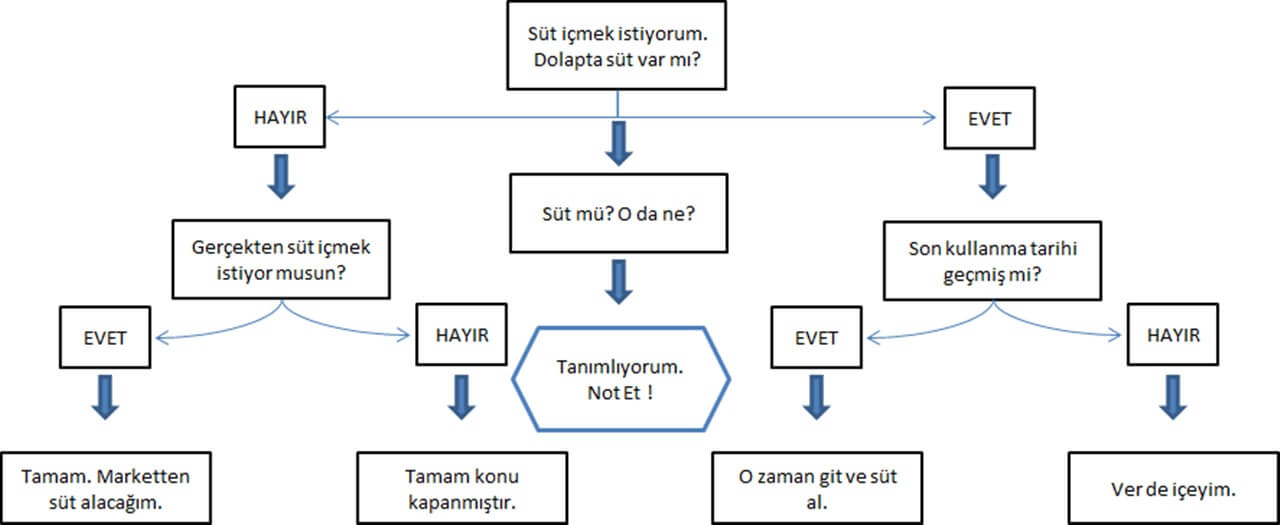 Süt içmek istiyorum.
Dolapta süt var mı?
HAYIR
EVET
Süt mü? O da ne?
Gerçekten süt içmek
istiyor musun?
Son kullanma tarihi
geçmiş mi?
EVET
HAYIR
Tanımlıyorum.
Not Et !
EVET
HAYIR
Tamam. Marketten
süt alacağım.
Tamam konu
kapanmıştır.
O zaman git ve süt
al.
Ver de içeyim.